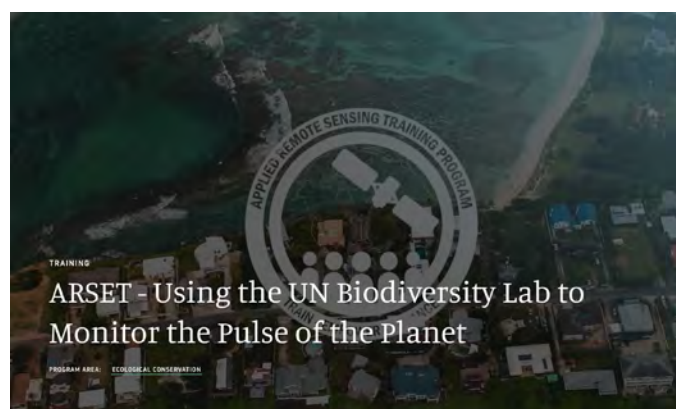 APPLIED REMOTE SENSING TRAINING PROGRAM
TRAINING
ARSET - Using the UN Biodiversity Lab to
Monitor the Pulse of the Planet
PROGRAM AREA: ECOLOGICAL CONSERVATION